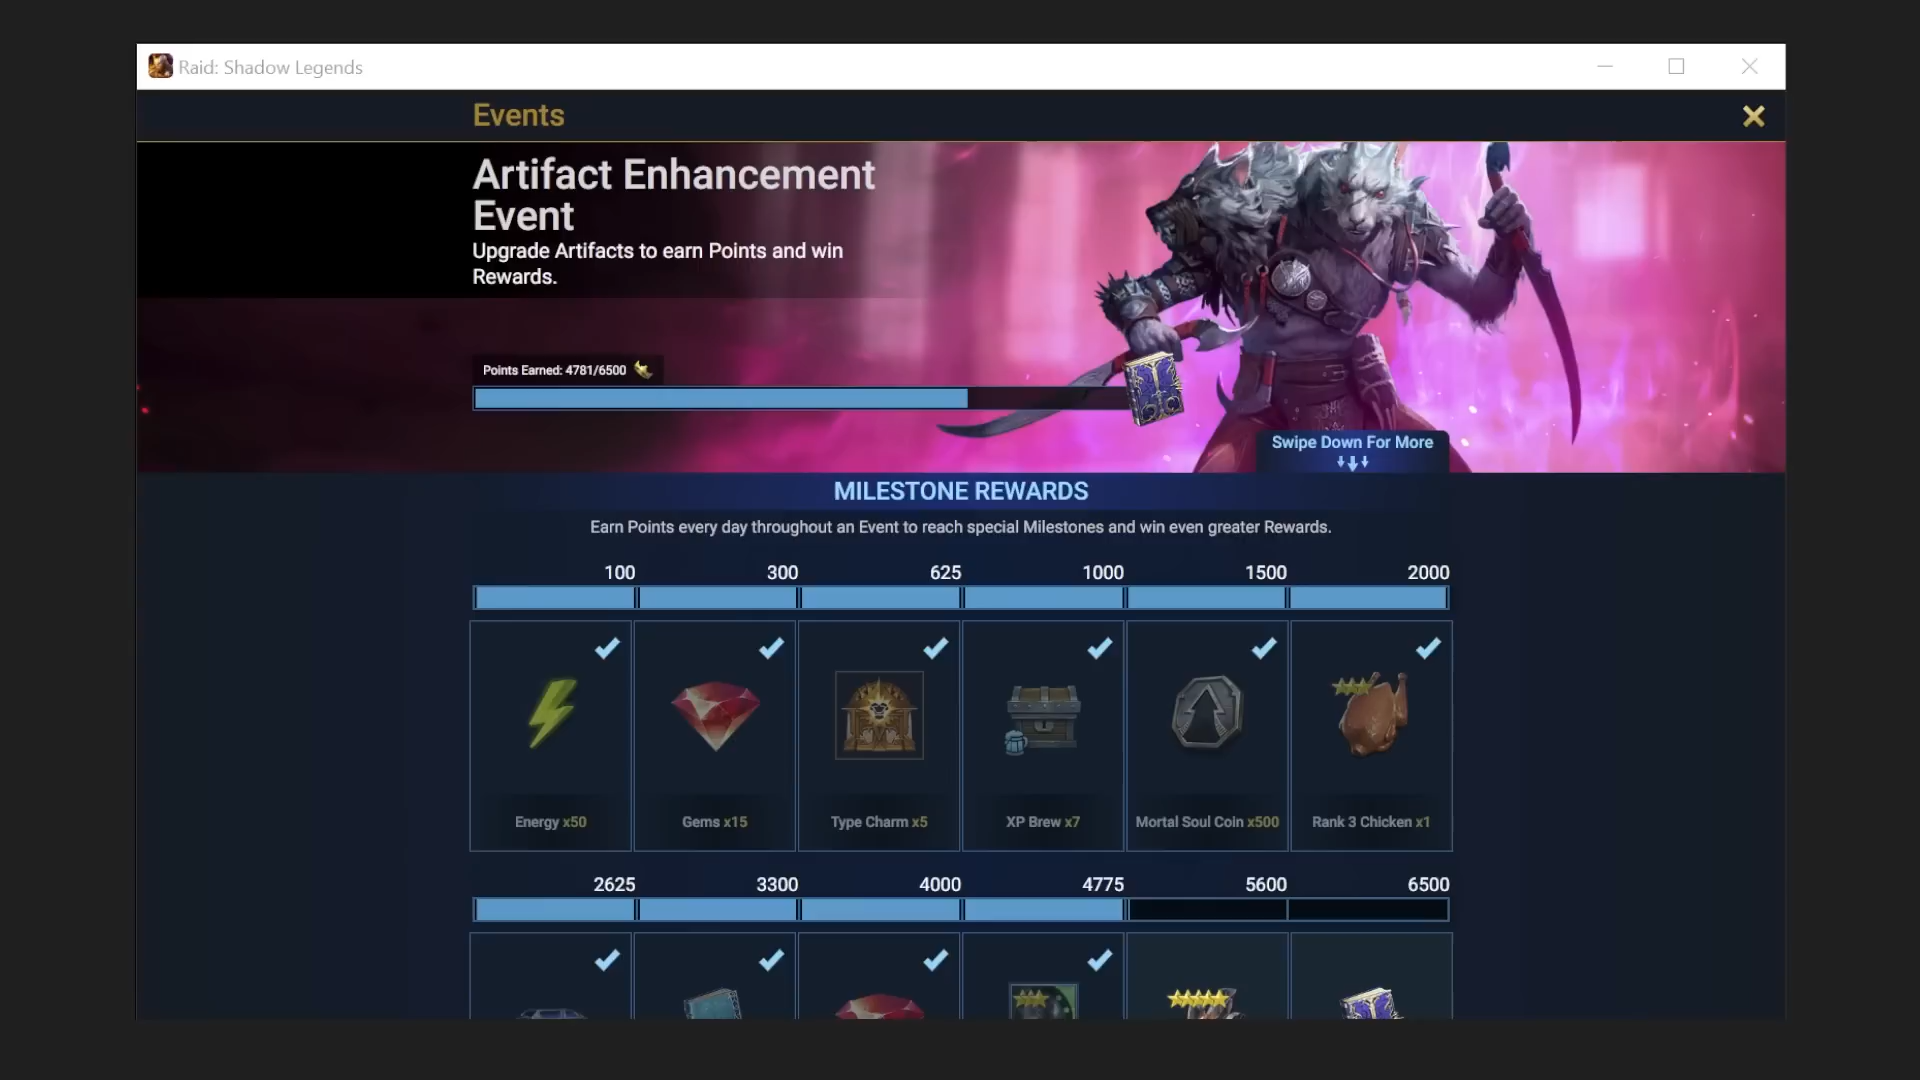 Raid: Shadow Legends
Events
Artifact Enhancement
Event
Upgrade Artifacts to earn Points and win
Rewards.
Points Earned: 4781/6500
Swipe Down For More
MILESTONE REWARDS
Earn Points every day throughout an Event to reach special Milestones and win even greater Rewards.
100 300 625 1000 1500 2000
Energy x50 Gems x15 Type Charm x5 XP Brew x7 Mortal Soul Coin x500 Rank 3 Chicken x1
2625 3300 4000 4775 5600 6500